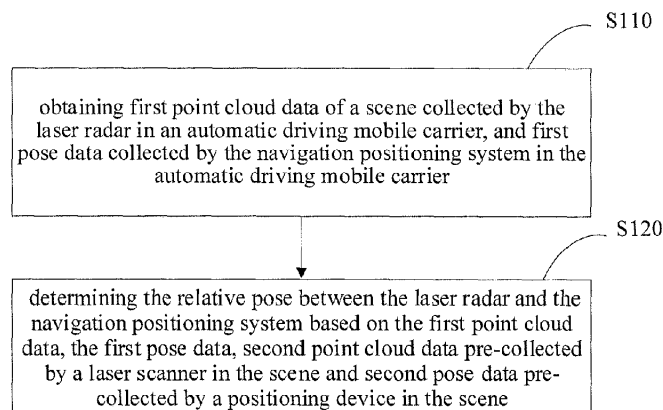 S110
obtaining first point cloud data of a scene collected by the
laser radar in an automatic driving mobile carrier, and first
pose data collected by the navigation positioning system in the
automatic driving mobile carrier
S120
determining the relative pose between the laser radar and the
navigation positioning system based on the first point cloud
data, the first pose data, second point cloud data pre-collected
by a laser scanner in the scene and second pose data pre-
collected by a positioning device in the scene